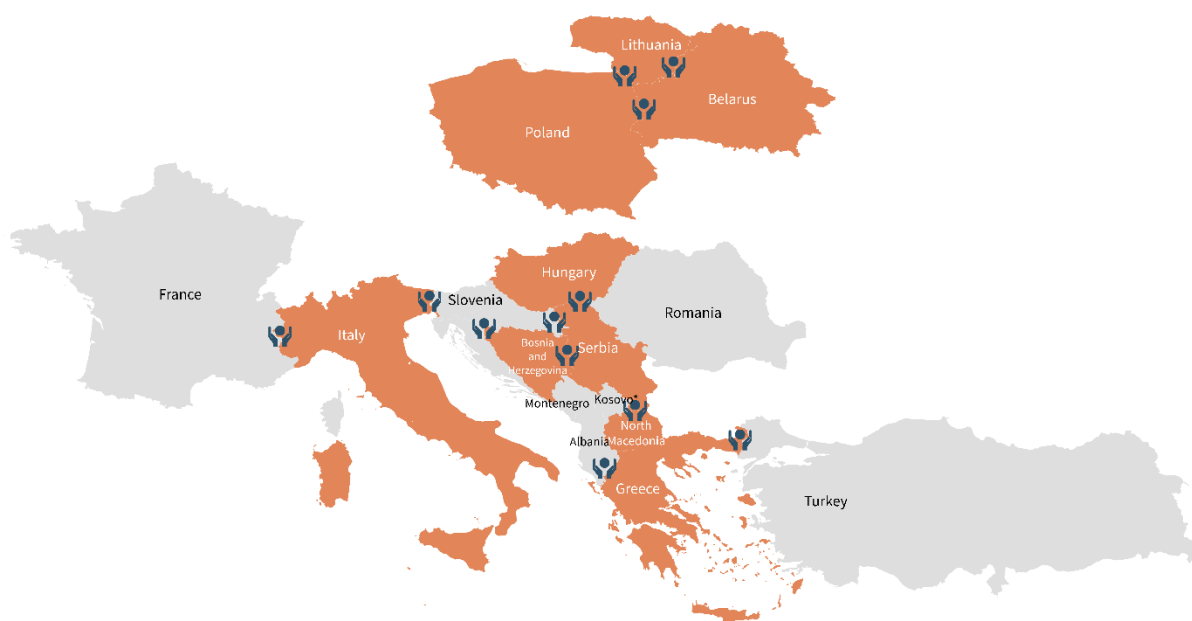 Lithuania
Belarus
Poland
Hungary
France
Slovenia
Romania
Italy
Bosnia
and
Herzegovina
Serbia
Montenegro
Kosovo*
North
Macedonia
Albania
Greece
Turkey